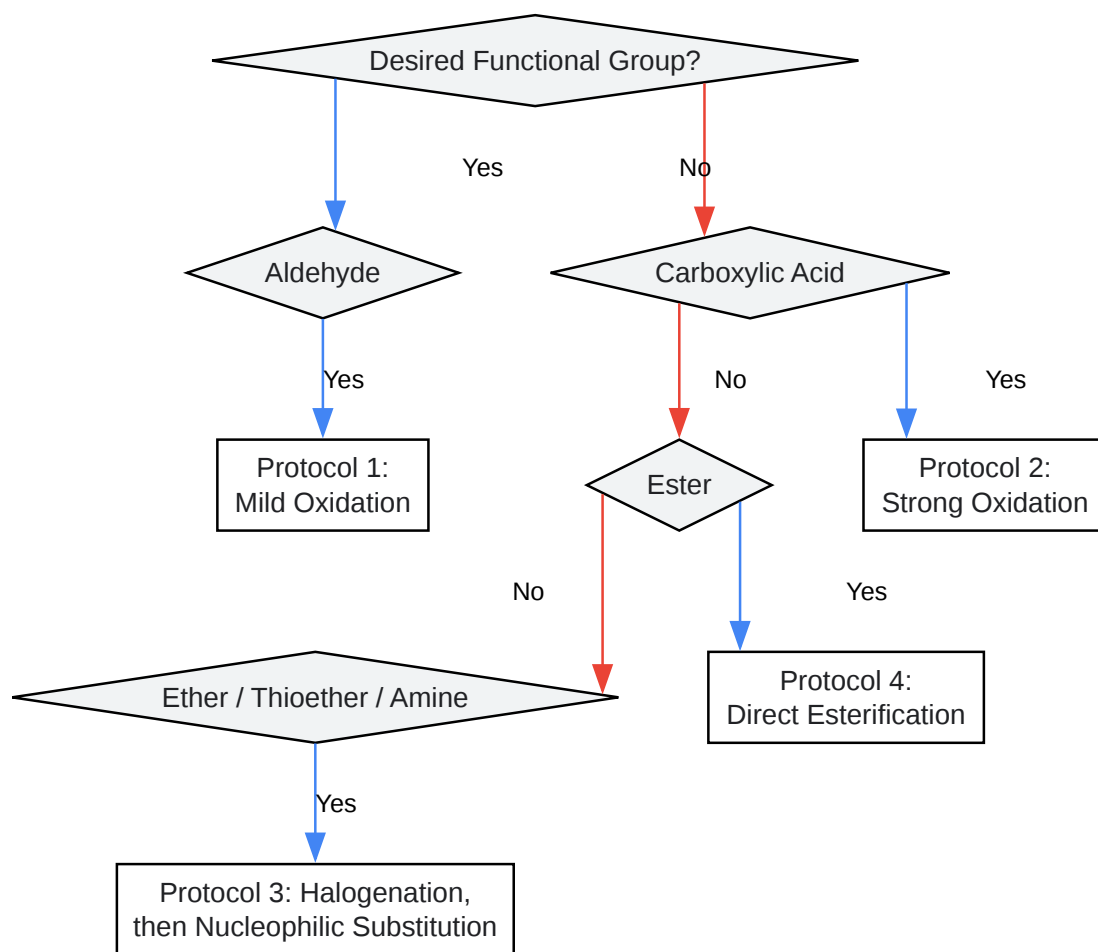 Desired Functional Group?
Yes
No
Aldehyde
Carboxylic Acid
Yes
No
Yes
Protocol 1:
Mild Oxidation
Ester
Protocol 2:
Strong Oxidation
No
Yes
Ether / Thioether / Amine
Protocol 4:
Direct Esterification
Yes
Protocol 3: Halogenation,
then Nucleophilic Substitution